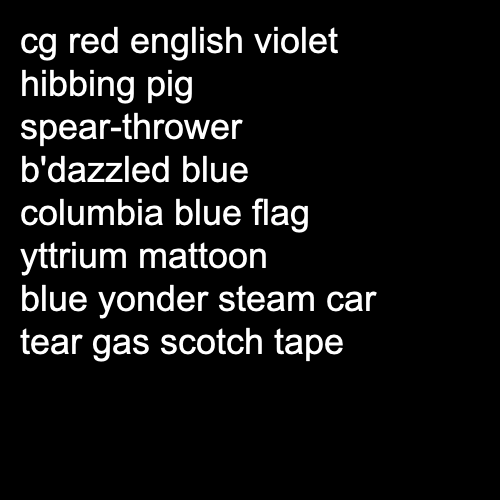 cg red english violet
hibbing pig
spear-thrower
b'dazzled blue
columbia blue flag
yttrium mattoon
blue yonder steam car
tear gas scotch tape